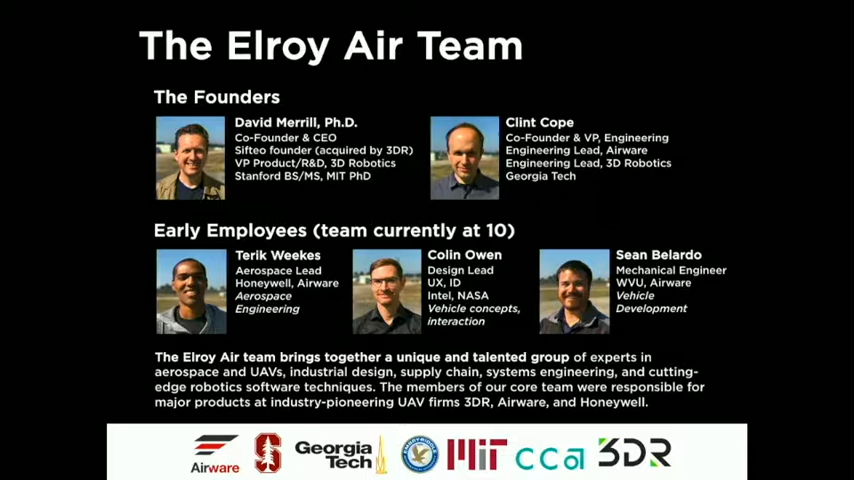 The Elroy Air Team
The Founders
David Merrill, Ph.D.
Co-Founder & CEO
Sifteo founder (acquired by 3DR)
VP Product/R&D, 3D Robotics
Stanford BS/MS, MIT PhD
Clint Cope
Co-Founder & VP, Engineering
Engineering Lead, Airware
Engineering Lead, 3D Robotics
Georgia Tech
Early Employees (team currently at 10)
Terik Weekes
Aerospace Lead
Honeywell, Airware
Aerospace
Engineering
Colin Owen
Design Lead
UX, ID
Intel, NASA
Vehicle concepts,
interaction
Sean Belardo
Mechanical Engineer
WVU, Airware
Vehicle
Development
The Elroy Air team brings together a unique and talented group of experts in
aerospace and UAVs, industrial design, supply chain, systems engineering, and cutting-
edge robotics software techniques. The members of our core team were responsible for
major products at industry-pioneering UAV firms 3DR, Airware, and Honeywell.
Airware
Georgia
Tech
EMBRY-RIDDLE
MIT
cca
3DR